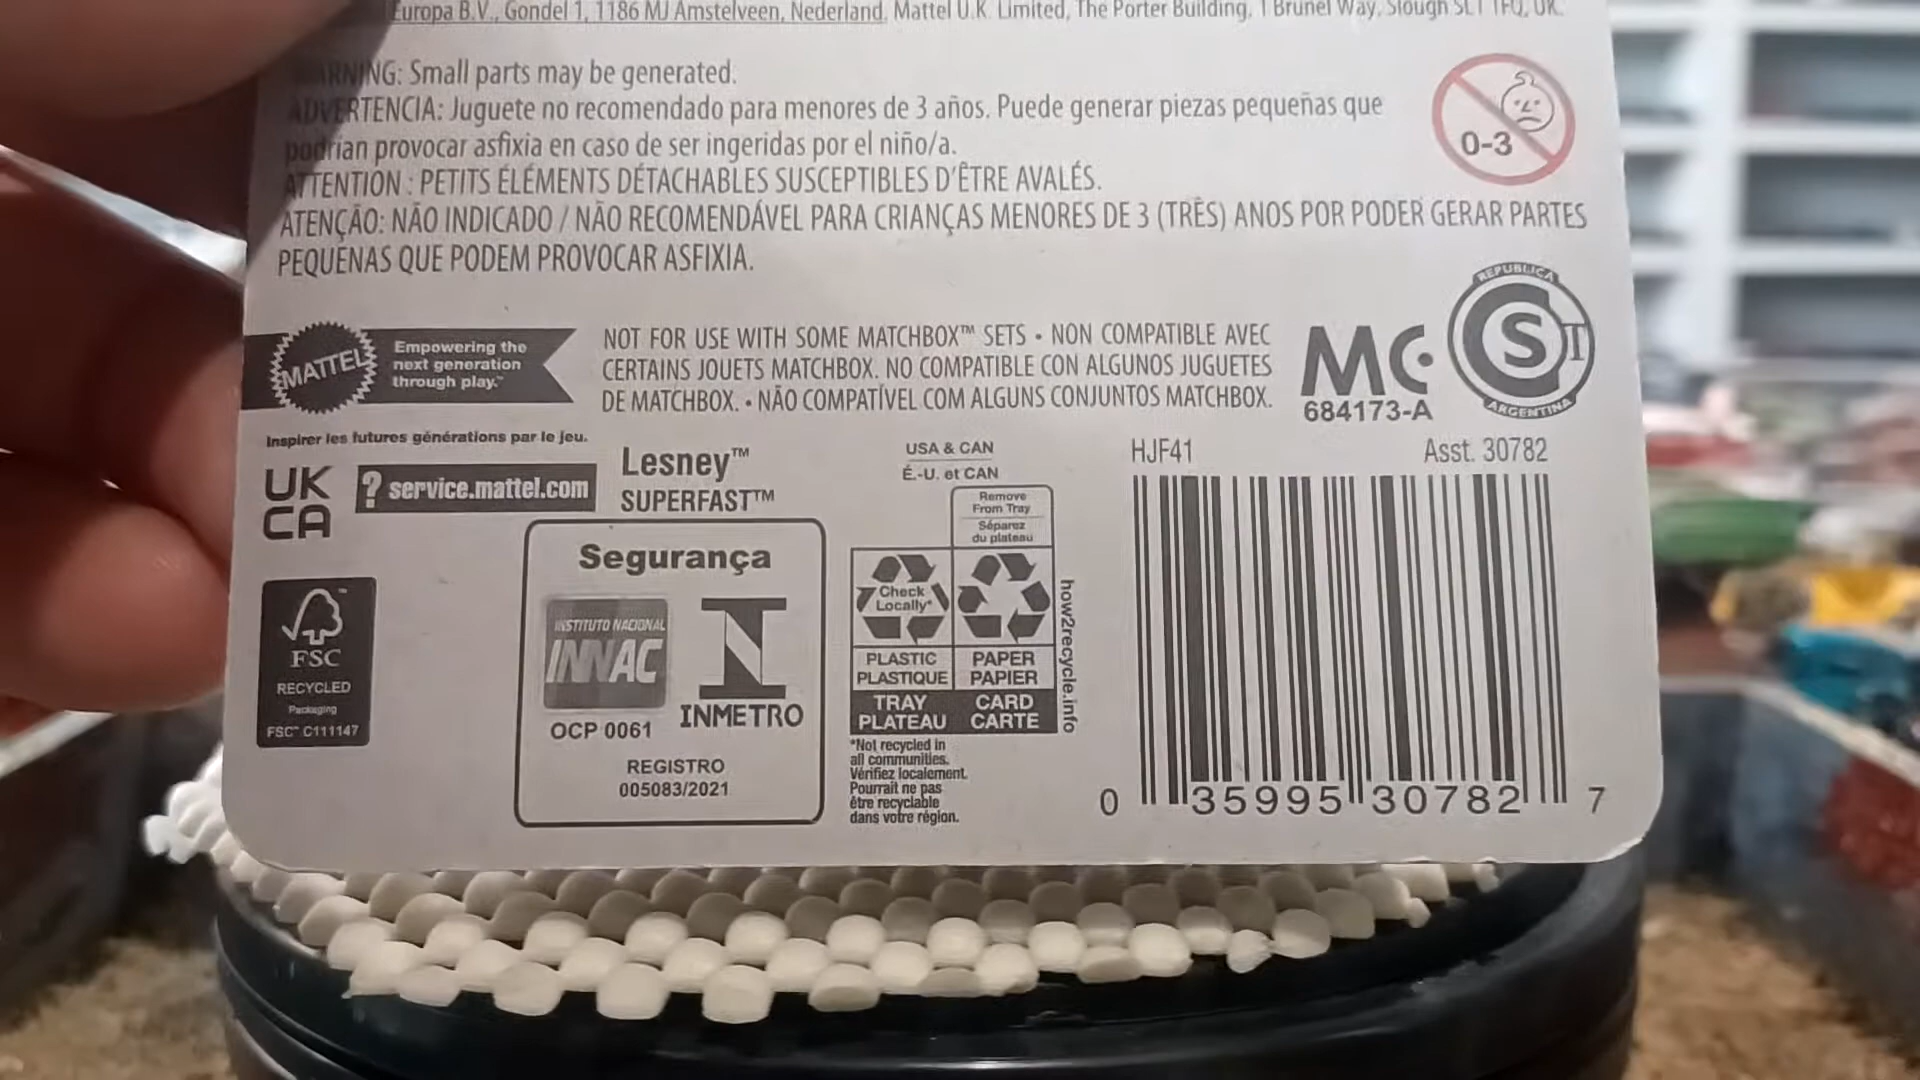 Europa B.V., Gondel 1, 1186 MJ Amstelveen, Nederland. Mattel U.K. Limited, The Porter Building, 1 Brunel Way, Slough SL1 1FQ, UK.
WARNING: Small parts may be generated.
ADVERTENCIA: Juguete no recomendado para menores de 3 años. Puede generar piezas pequeñas que
podrían provocar asfixia en caso de ser ingeridas por el niño/a.
0-3
ATTENTION : PETITS ÉLÉMENTS DÉTACHABLES SUSCEPTIBLES D'ÊTRE AVALÉS.
ATENÇÃO: NÃO INDICADO / NÃO RECOMENDÁVEL PARA CRIANÇAS MENORES DE 3 (TRÊS) ANOS POR PODER GERAR PARTES
PEQUENAS QUE PODEM PROVOCAR ASFIXIA.
MATTEL
Empowering the
next generation
through play.™
NOT FOR USE WITH SOME MATCHBOX™ SETS • NON COMPATIBLE AVEC
CERTAINS JOUETS MATCHBOX. NO COMPATIBLE CON ALGUNOS JUGUETES
DE MATCHBOX. • NÃO COMPATÍVEL COM ALGUNS CONJUNTOS MATCHBOX.
MC
684173-A
REPUBLICA
S
ARGENTINA
Inspirer les futures générations par le jeu.
UK
CA
? service.mattel.com
Lesney™
SUPERFAST™
USA & CAN
É.-U. et CAN
HJF41
Asst. 30782
Remove
From Tray
Séparez
du plateau
Check
Locally*
PLASTIC
PLASTIQUE
PAPER
PAPIER
TRAY
PLATEAU
CARD
CARTE
how2recycle.info
*Not recycled in
all communities.
Vérifiez localement.
Pourrait ne pas
être recyclable
dans votre région.
Segurança
INSTITUTO NACIONAL
INNAC
OCP 0061
INMETRO
REGISTRO
005083/2021
FSC
RECYCLED
Packaging
FSC™ C111147
0 35995 30782 7